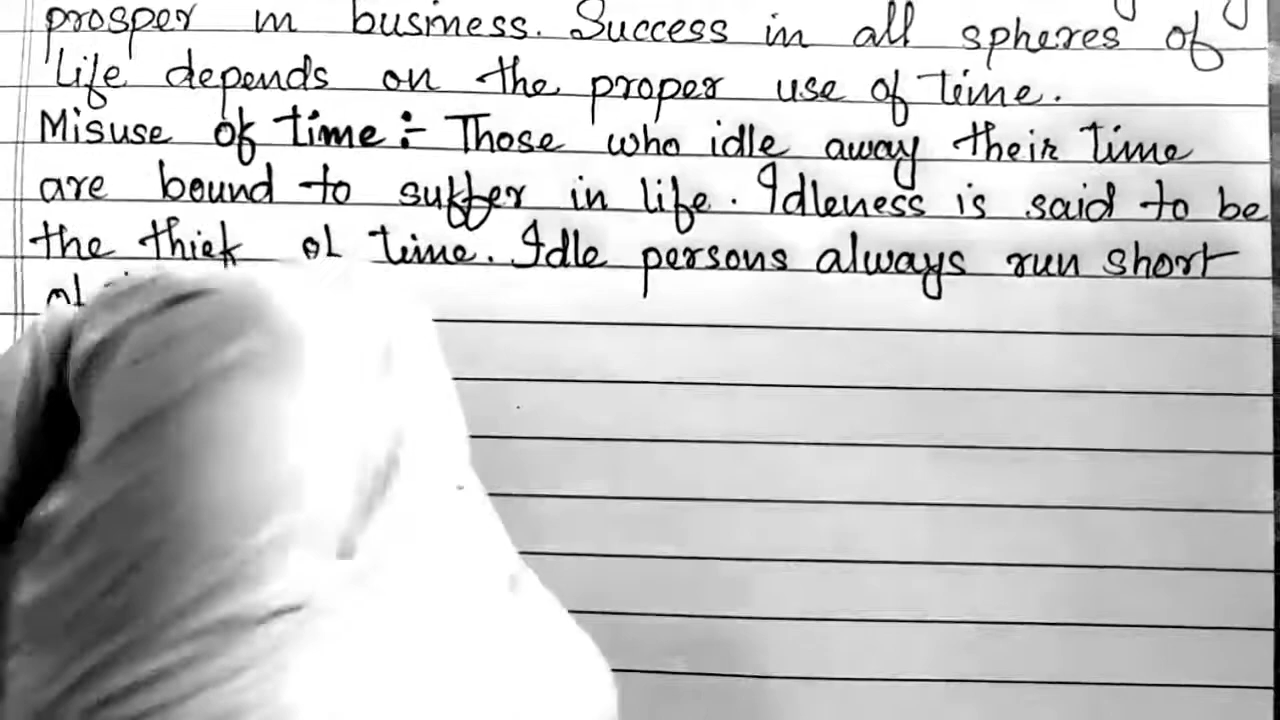 prosper in business. Success in all spheres of
life depends on the proper use of time.
Misuse of time :- Those who idle away their time
are bound to suffer in life. Idleness is said to be
the thief of time. Idle persons always run short
of